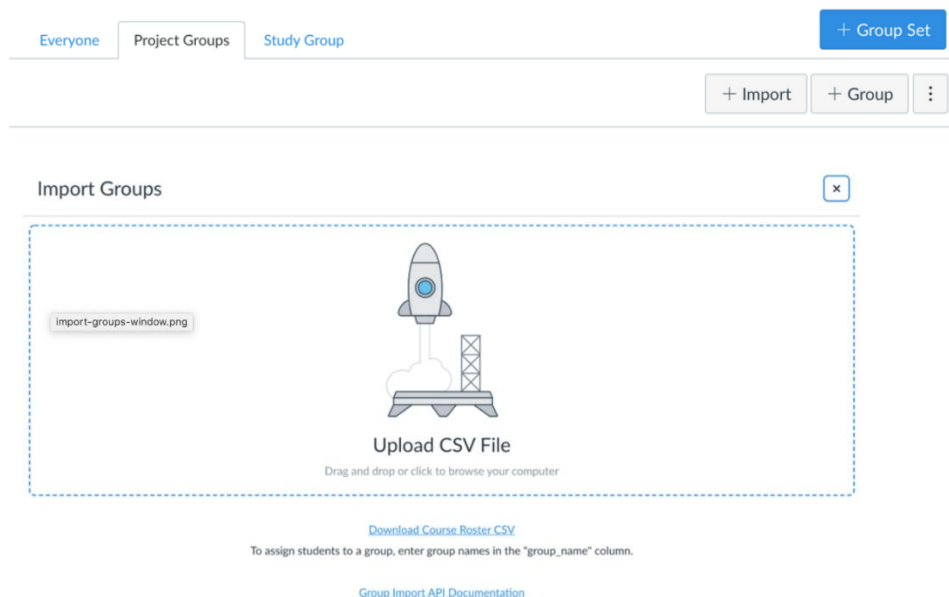 Everyone
Project Groups
Study Group
+ Group Set
+ Import
+ Group
Import Groups
import-groups-window.png
Upload CSV File
Drag and drop or click to browse your computer
Download Course Roster CSV
To assign students to a group, enter group names in the "group_name" column.
Group Import API Documentation